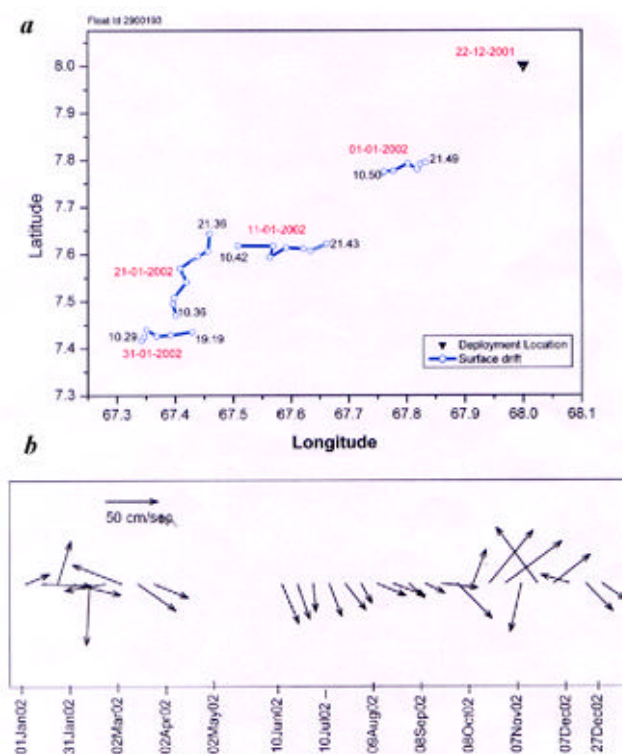 a
Float Id 2900193
22-12-2001
8.0
7.9
7.8
7.7
7.6
7.5
7.4
7.3
Latitude
01-01-2002
10.50
21.49
21.36
11-01-2002
10.42
21.43
21-01-2002
10.36
10.29
19.19
31-01-2002
Deployment Location
Surface drift
67.3 67.4 67.5 67.6 67.7 67.8 67.9 68.0 68.1
Longitude
b
50 cm/sec
01Jan02
31Jan02
02Mar02
02Apr02
02May02
10Jun02
10Jul02
09Aug02
08Sep02
08Oct02
07Nov02
07Dec02